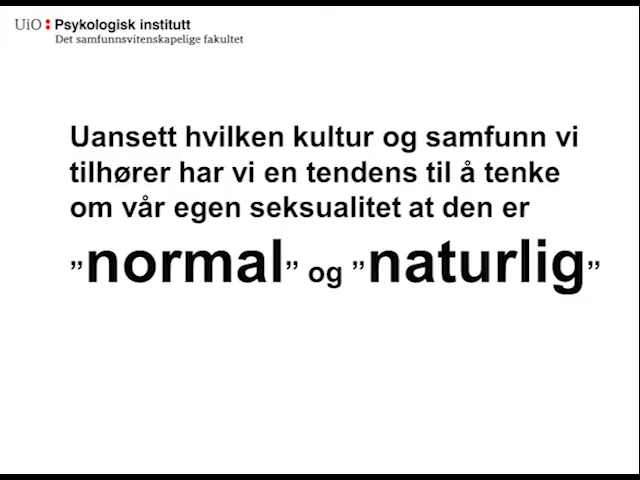 UiO : Psykologisk institutt
Det samfunnsvitenskapelige fakultet
Uansett hvilken kultur og samfunn vi
tilhører har vi en tendens til å tenke
om vår egen seksualitet at den er
”normal” og ”naturlig”